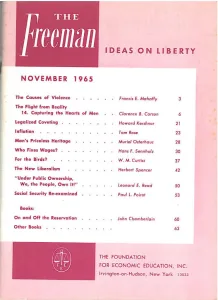 THE
Freeman
IDEAS ON LIBERTY
NOVEMBER 1965
The Causes of Violence . . . . . . . Francis E. Mahaffy 3
The Flight from Reality
14. Capturing the Hearts of Men . . Clarence B. Carson 6
Legalized Coveting . . . . . . . . Howard Kershner 21
Inflation . . . . . . . . . . . . Tom Rose 23
Man's Priceless Heritage . . . . . . Muriel Osterhaus 28
Who Fixes Wages? . . . . . . . . Hans F. Sennholz 30
For the Birds? . . . . . . . . . . W. M. Curtiss 37
The New Liberalism . . . . . . . . Herbert Spencer 42
"Under Public Ownership,
We, the People, Own It!" . . . . . Leonard E. Read 50
Social Security Re-examined . . . . . Paul L. Poirot 53
Books:
On and Off the Reservation . . . . . John Chamberlain 60
Other Books . . . . . . . . . . . 63
THE FOUNDATION
FOR ECONOMIC EDUCATION, INC.
Irvington-on-Hudson, New York 10533